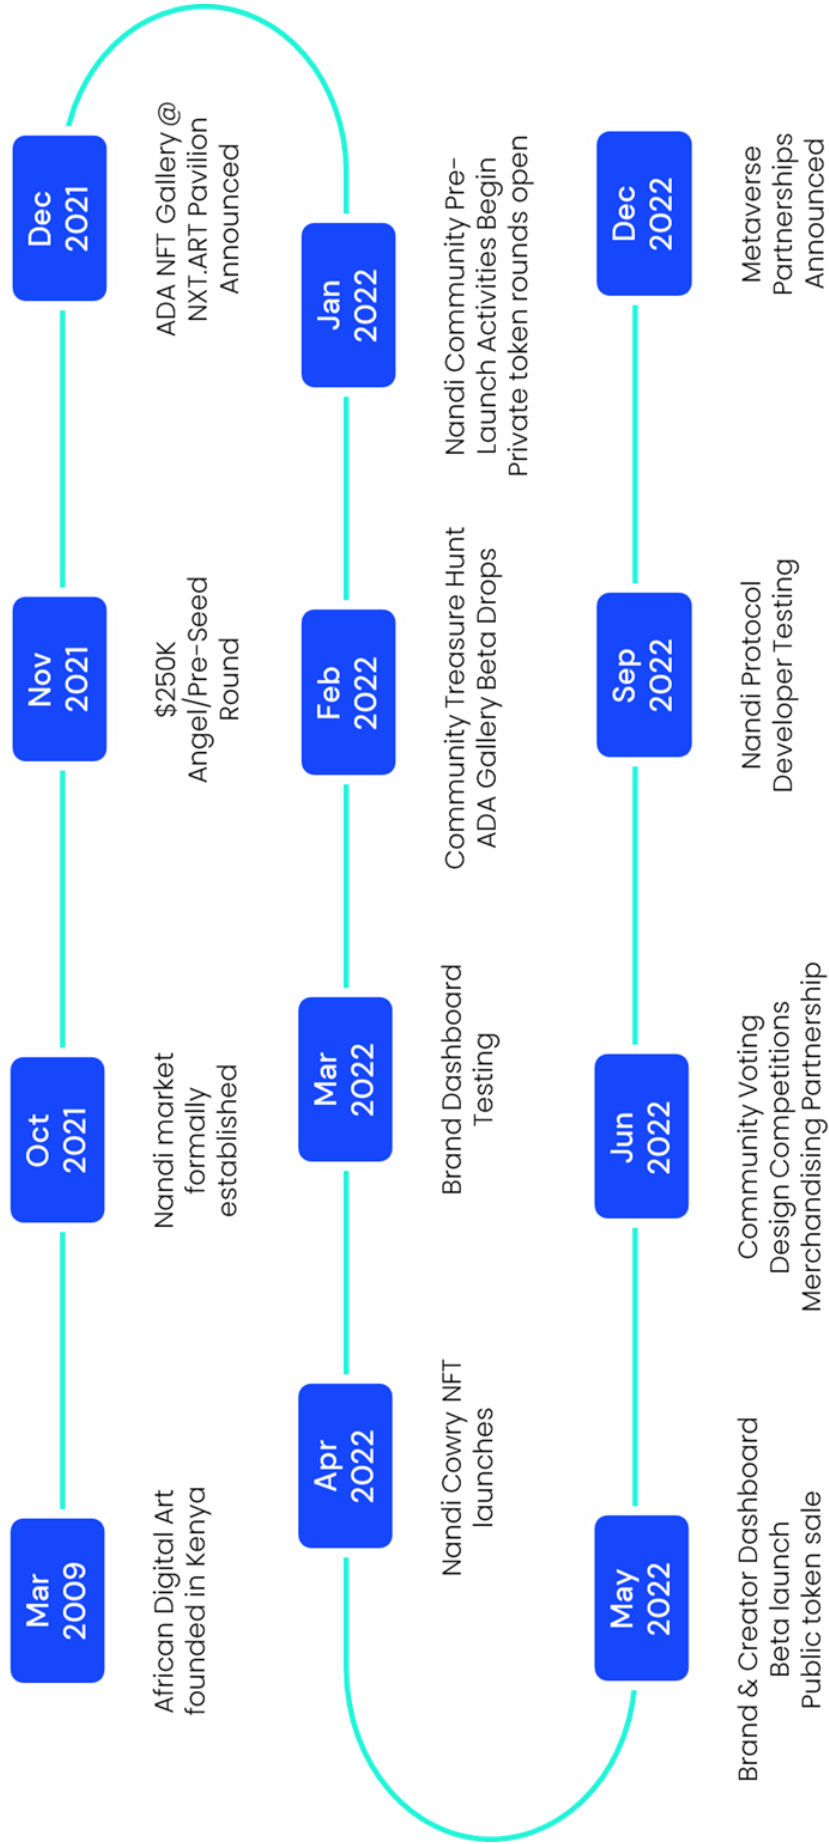 Mar
2009
African Digital Art
founded in Kenya
Oct
2021
Nandi market
formally
established
Nov
2021
$250K
Angel/Pre-Seed
Round
Dec
2021
ADA NFT Gallery @
NXT.ART Pavilion
Announced
Jan
2022
Nandi Community Pre-
Launch Activities Begin
Private token rounds open
Feb
2022
Community Treasure Hunt
ADA Gallery Beta Drops
Mar
2022
Brand Dashboard
Testing
Apr
2022
Nandi Cowry NFT
launches
May
2022
Brand & Creator Dashboard
Beta launch
Public token sale
Jun
2022
Community Voting
Design Competitions
Merchandising Partnership
Sep
2022
Nandi Protocol
Developer Testing
Dec
2022
Metaverse
Partnerships
Announced